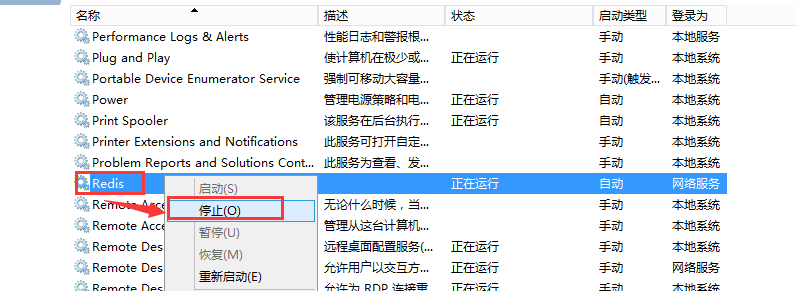 名称 描述 状态 启动类型 登录为
Performance Logs & Alerts 性能日志和警报根... 手动 本地服务
Plug and Play 使计算机在极少或... 正在运行 手动 本地系统
Portable Device Enumerator Service 强制可移动大容量... 手动(触发... 本地系统
Power 管理电源策略和电... 正在运行 自动 本地系统
Print Spooler 该服务在后台执行... 正在运行 自动 本地系统
Printer Extensions and Notifications 此服务可打开自定... 手动 本地系统
Problem Reports and Solutions Cont... 此服务为查看、发... 手动 本地系统
Redis 正在运行 自动 网络服务
启动(S)
Remote Acce 停止(O) 无论什么时候，当... 手动 本地系统
Remote Acce 暂停(U) 管理从这台计算机... 手动 本地系统
Remote Des 恢复(M) 远程桌面配置服务(... 正在运行 手动 本地系统
Remote Des 重新启动(E) 允许用户以交互方... 正在运行 手动 网络服务
Remote Des 允许为 RDP 连接重... 正在运行 手动 本地系统